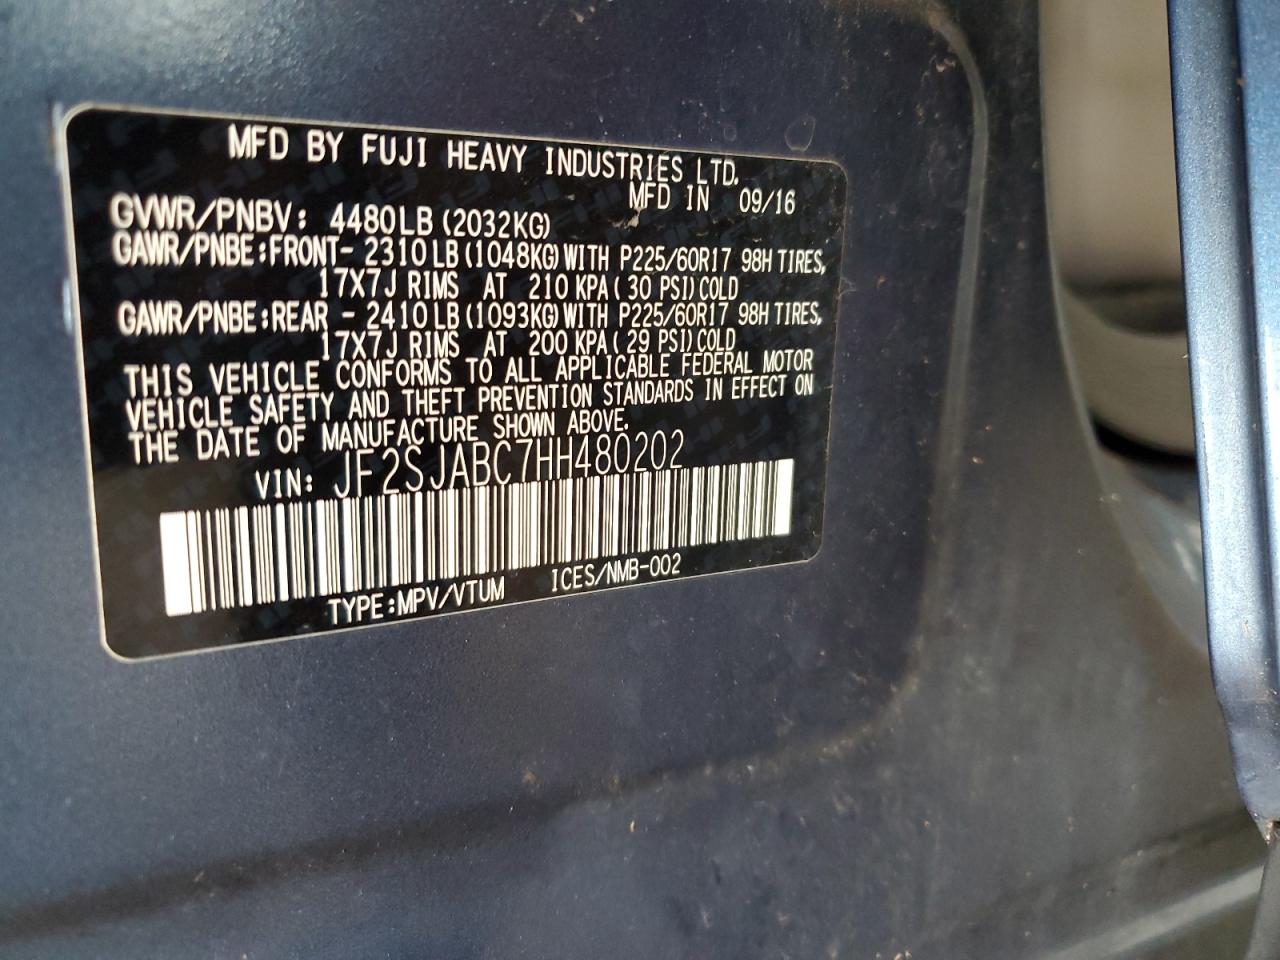 MFD BY FUJI HEAVY INDUSTRIES LTD.
MFD IN 09/16
GVWR/PNBV: 4480LB (2032KG)
GAWR/PNBE:FRONT- 2310LB(1048KG)WITH P225/60R17 98H TIRES,
17X7J RIMS AT 210 KPA( 30 PSI)COLD
GAWR/PNBE:REAR - 2410LB(1093KG)WITH P225/60R17 98H TIRES,
17X7J RIMS AT 200 KPA( 29 PSI)COLD
THIS VEHICLE CONFORMS TO ALL APPLICABLE FEDERAL MOTOR
VEHICLE SAFETY AND THEFT PREVENTION STANDARDS IN EFFECT ON
THE DATE OF MANUFACTURE SHOWN ABOVE.
VIN: JF2SJABC7HH480202
TYPE:MPV/VTUM ICES/NMB-002